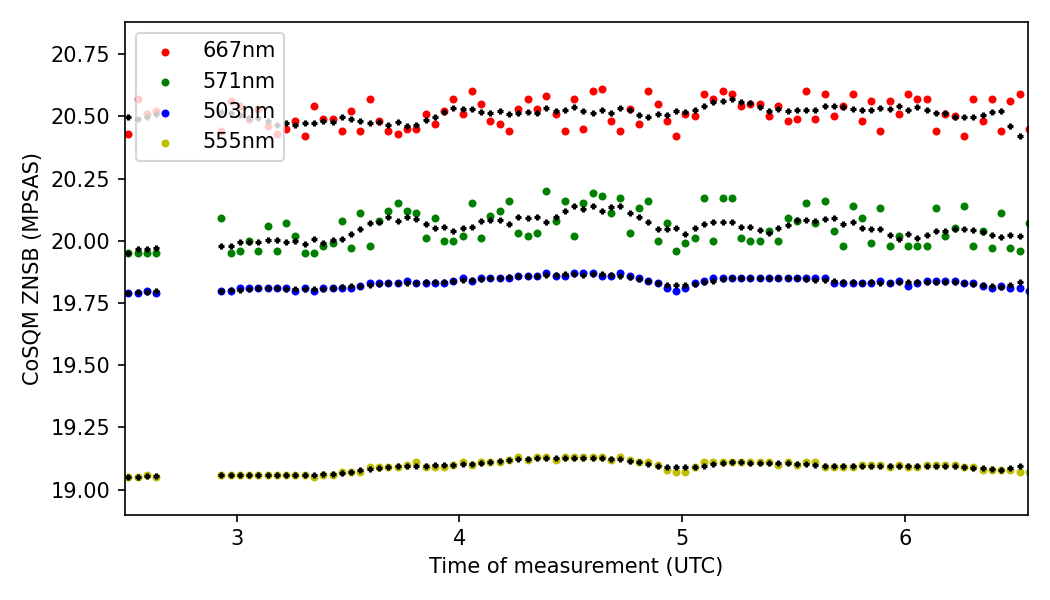 667nm
571nm
503nm
555nm
CoSQM ZNSB (MPSAS)
20.75
20.50
20.25
20.00
19.75
19.50
19.25
19.00
3 4 5 6
Time of measurement (UTC)